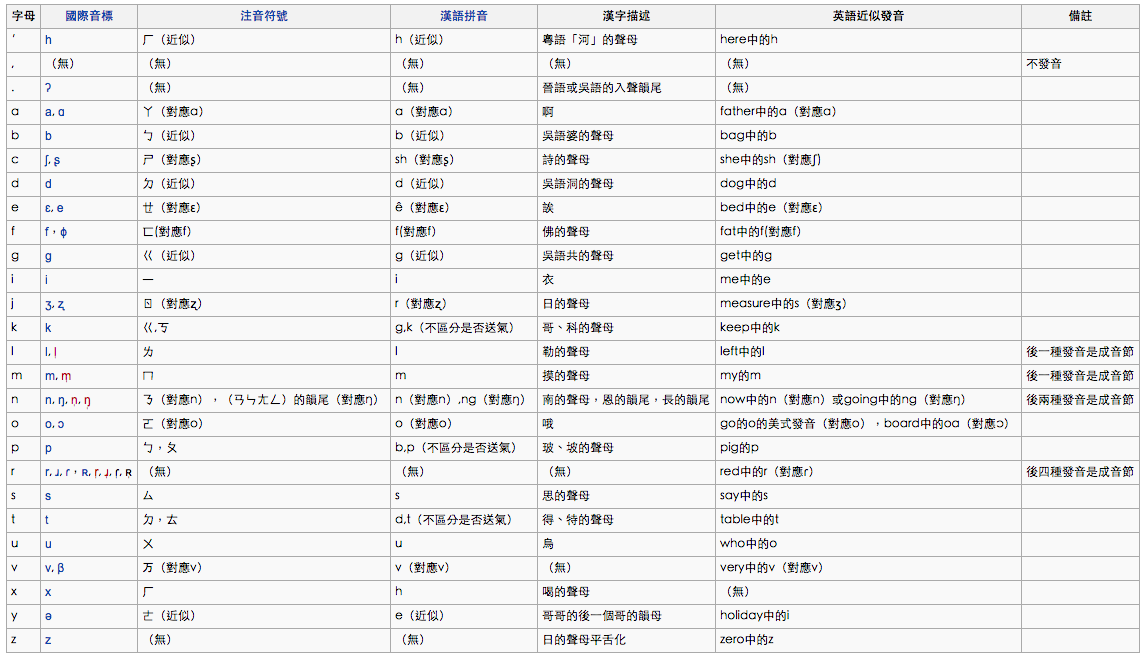 字母 國際音標 注音符號 漢語拼音 漢字描述 英語近似發音 備註
‘ h ㄏ（近似） h（近似） 粵語「河」的聲母 here中的h
, （無） （無） （無） （無） （無） 不發音
. ʔ （無） （無） 晉語或吳語的入聲韻尾 （無）
a a, ɑ ㄚ（對應ɑ） a（對應ɑ） 啊 father中的a（對應ɑ）
b b ㄅ（近似） b（近似） 吳語婆的聲母 bag中的b
c ʃ, ʂ ㄕ（對應ʂ） sh（對應ʂ） 詩的聲母 she中的sh（對應ʃ）
d d ㄉ（近似） d（近似） 吳語洞的聲母 dog中的d
e ɛ, e ㄝ（對應ɛ） ê（對應ɛ） 誒 bed中的e（對應ɛ）
f f，ɸ ㄈ(對應f) f(對應f) 佛的聲母 fat中的f(對應f)
g g ㄍ（近似） g（近似） 吳語共的聲母 get中的g
i i ㄧ i 衣 me中的e
j ʒ, ʐ ㄖ（對應ʐ） r（對應ʐ） 日的聲母 measure中的s（對應ʒ）
k k ㄍ,ㄎ g,k（不區分是否送氣） 哥、科的聲母 keep中的k
l l, l̩ ㄌ l 勒的聲母 left中的l 後一種發音是成音節
m m, m̩ ㄇ m 摸的聲母 my的m 後一種發音是成音節
n n, ŋ, n̩, ŋ̩ ㄋ（對應n），（ㄢㄣㄤㄥ）的韻尾（對應ŋ） n（對應n）,ng（對應ŋ） 南的聲母，恩的韻尾，長的韻尾 now中的n（對應n）或going中的ng（對應ŋ） 後兩種發音是成音節
o o, ɔ ㄛ（對應o） o（對應o） 哦 go的o的美式發音（對應o），board中的oa（對應ɔ）
p p ㄅ，ㄆ b,p（不區分是否送氣） 玻、坡的聲母 pig的p
r r, ɹ, ɾ，ʀ, r̩, ɹ̩, ɾ̩, ʀ̩ （無） （無） （無） red中的r（對應ɾ） 後四種發音是成音節
s s ㄙ s 思的聲母 say中的s
t t ㄉ，ㄊ d,t（不區分是否送氣） 得、特的聲母 table中的t
u u ㄨ u 烏 who中的o
v v, β ㄪ（對應v） v（對應v） （無） very中的v（對應v）
x x ㄏ h 喝的聲母 （無）
y ə ㄜ（近似） e（近似） 哥哥的後一個哥的韻母 holiday中的i
z z （無） （無） 日的聲母平舌化 zero中的z